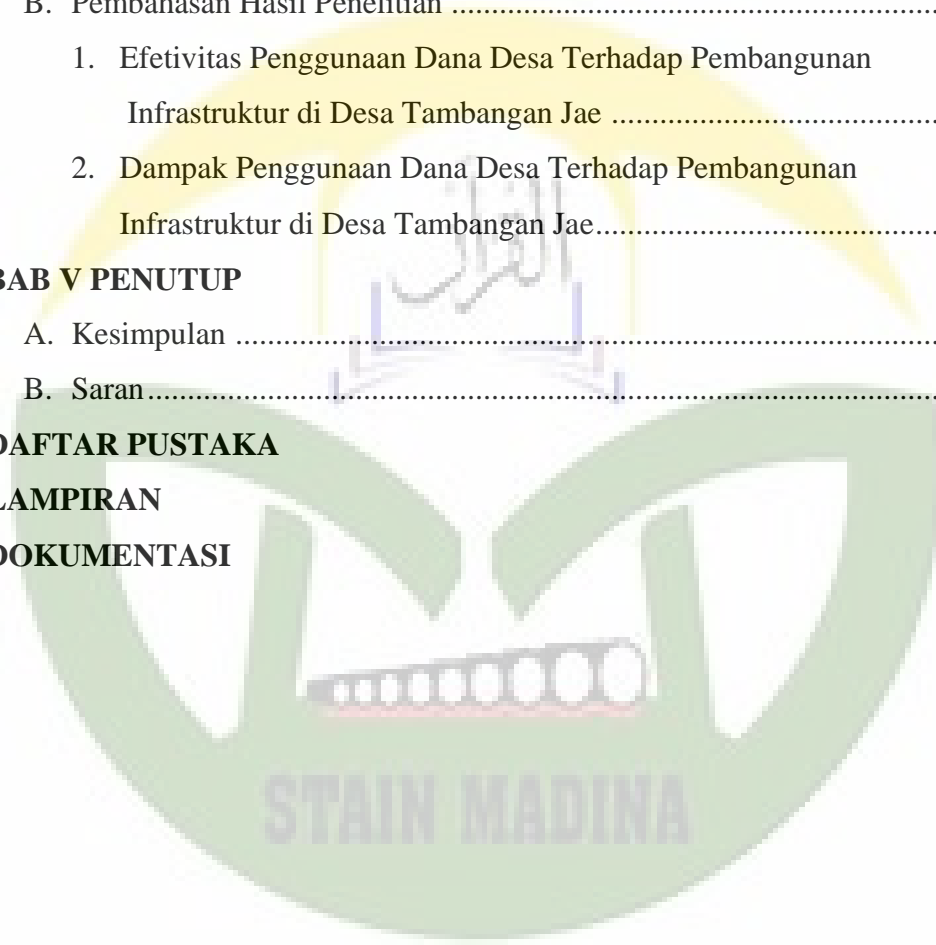 B. Pembahasan Hasil Penelitian ........................................................
1. Efetivitas Penggunaan Dana Desa Terhadap Pembangunan
Infrastruktur di Desa Tambangan Jae ....................................
2. Dampak Penggunaan Dana Desa Terhadap Pembangunan
Infrastruktur di Desa Tambangan Jae.....................................
القرآن
BAB V PENUTUP
A. Kesimpulan ...............................................................................
B. Saran.........................................................................................
DAFTAR PUSTAKA
LAMPIRAN
DOKUMENTASI
STAIN MADINA